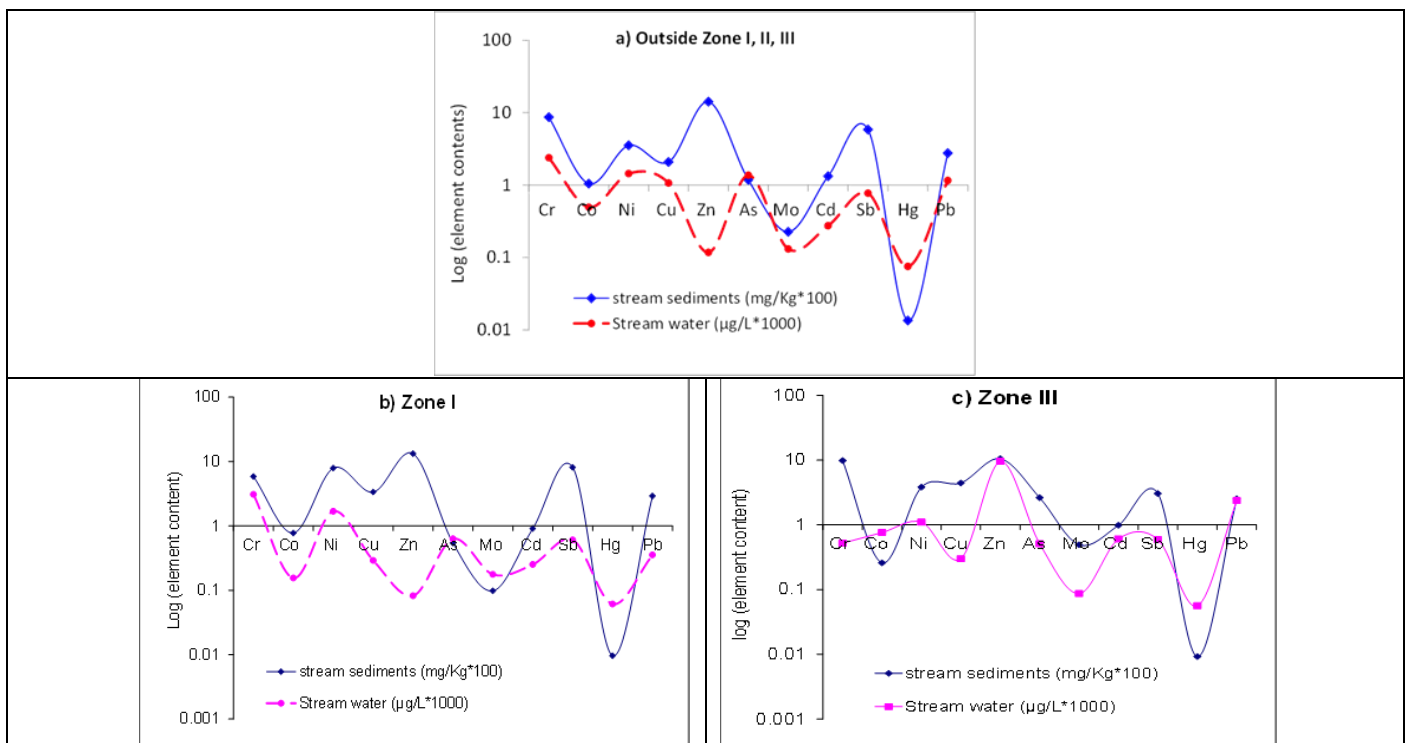 a) Outside Zone I, II, III
Log (element contents)
100
10
1
0.1
0.01
Cr Co Ni Cu Zn As Mo Cd Sb Hg Pb
stream sediments (mg/Kg*100)
Stream water (µg/L*1000)
b) Zone I
Log (element content)
100
10
1
0.1
0.01
0.001
Cr Co Ni Cu Zn As Mo Cd Sb Hg Pb
stream sediments (mg/Kg*100)
Stream water (µg/L*1000)
c) Zone III
log (element content)
100
10
1
0.1
0.01
0.001
Cr Co Ni Cu Zn As Mo Cd Sb Hg Pb
stream sediments (mg/Kg*100)
Stream water (µg/L*1000)